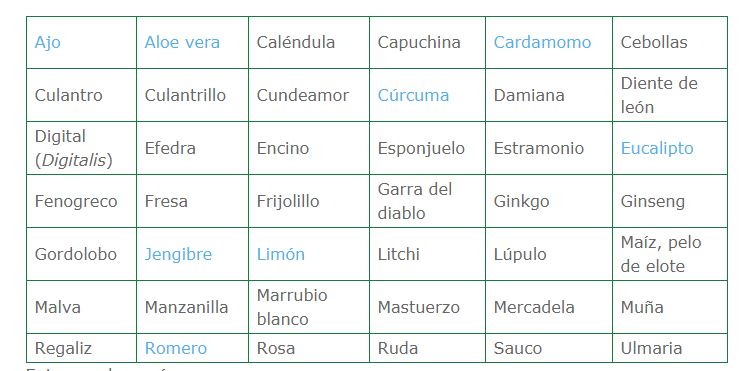 Ajo Aloe vera Caléndula Capuchina Cardamomo Cebollas
Culantro Culantrillo Cundeamor Cúrcuma Damiana Diente de león
Digital (Digitalis) Efedra Encino Esponjuelo Estramonio Eucalipto
Fenogreco Fresa Frijolillo Garra del diablo Ginkgo Ginseng
Gordolobo Jengibre Limón Litchi Lúpulo Maíz, pelo de elote
Malva Manzanilla Marrubio blanco Mastuerzo Mercadela Muña
Regaliz Romero Rosa Ruda Sauco Ulmaria